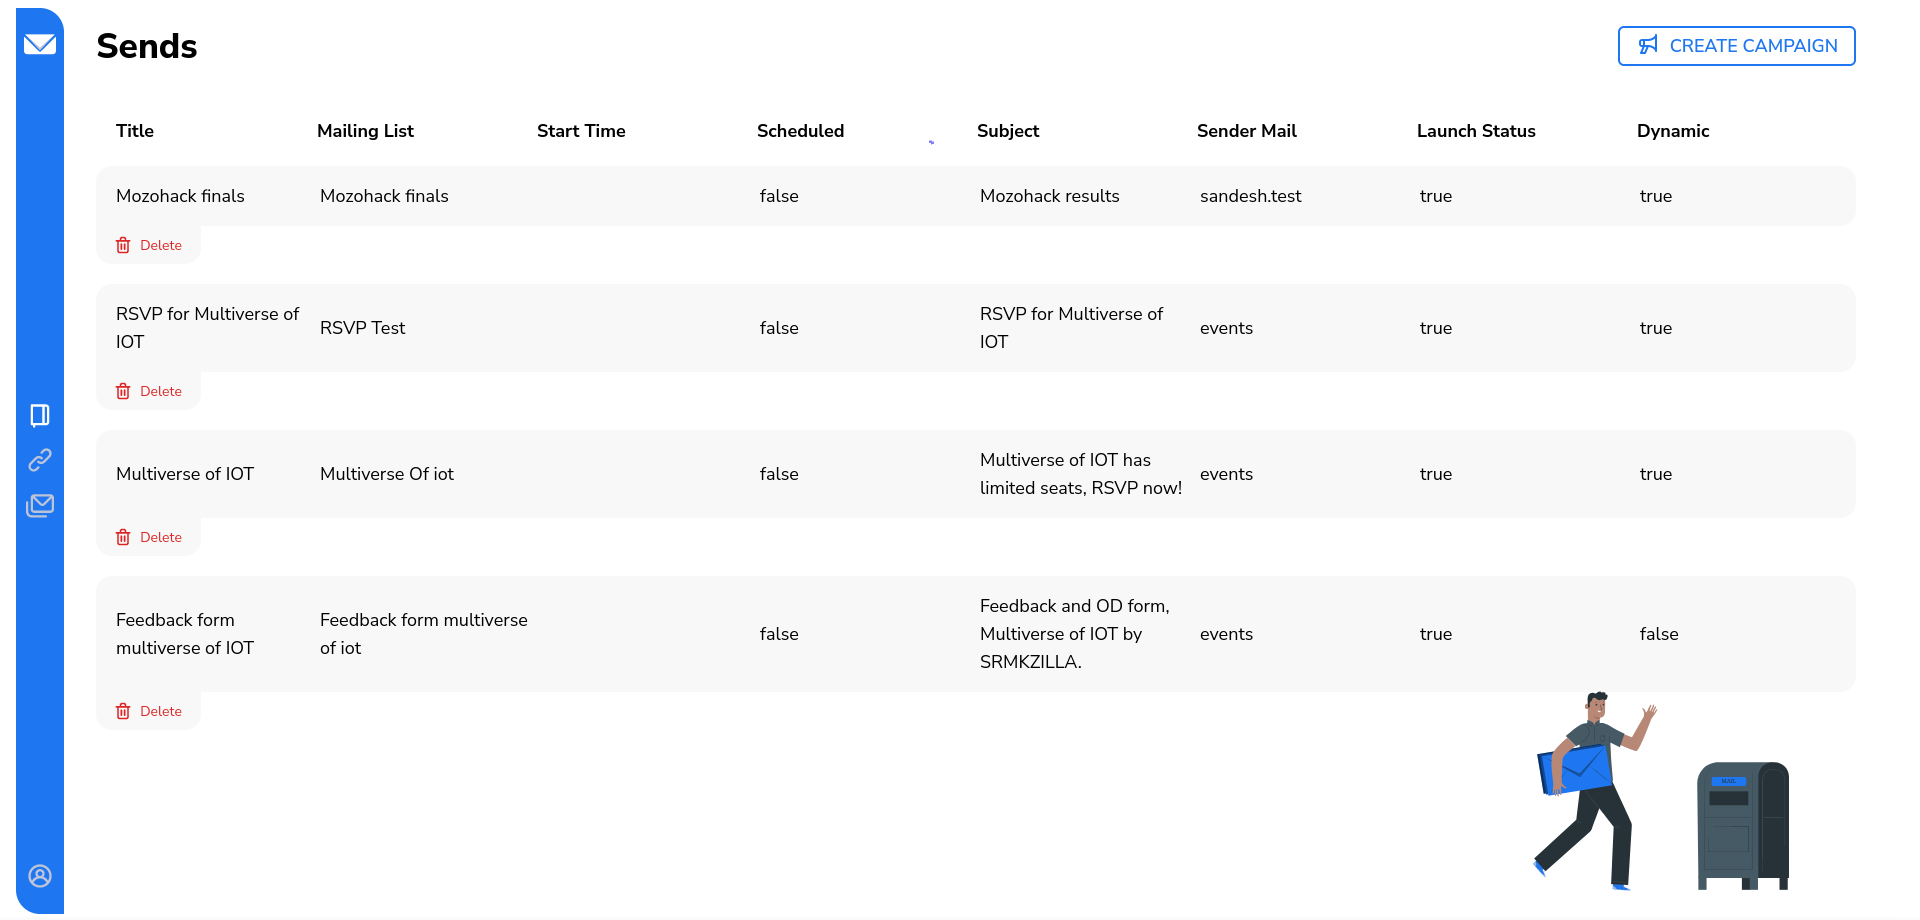 Sends
CREATE CAMPAIGN
Title Mailing List Start Time Scheduled Subject Sender Mail Launch Status Dynamic
Mozohack finals Mozohack finals false Mozohack results sandesh.test true true
Delete
RSVP for Multiverse of
IOT
RSVP Test
false
RSVP for Multiverse of
IOT
events
true
true
Delete
Multiverse of IOT
Multiverse Of iot
false
Multiverse of IOT has
limited seats, RSVP now!
events
true
true
Delete
Feedback form
multiverse of IOT
Feedback form multiverse
of iot
false
Feedback and OD form,
Multiverse of IOT by
SRMKZILLA.
events
true
false
Delete
MAIL